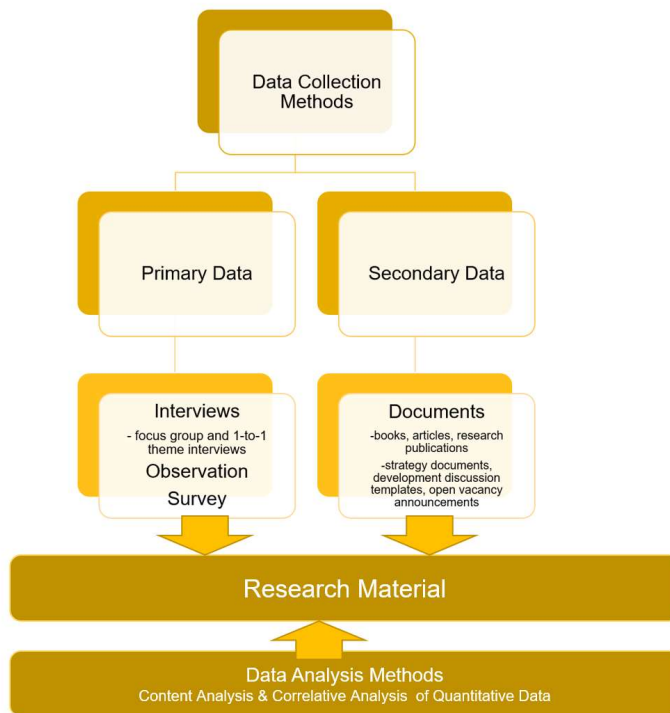 Data Collection
Methods
Primary Data
Secondary Data
Interviews
- focus group and 1-to-1
theme interviews
Observation
Survey
Documents
-books, articles, research
publications
-strategy documents,
development discussion
templates, open vacancy
announcements
Research Material
Data Analysis Methods
Content Analysis & Correlative Analysis of Quantitative Data